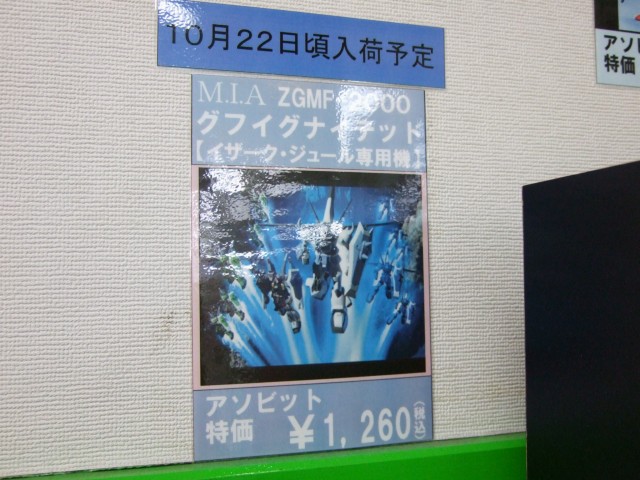 10月22日頃入荷予定
M.I.A ZGMF-2000
グフイグナイテッド
【イザーク・ジュール専用機】
アソビット
特価 ¥1,260(税込)
アソビ
特価